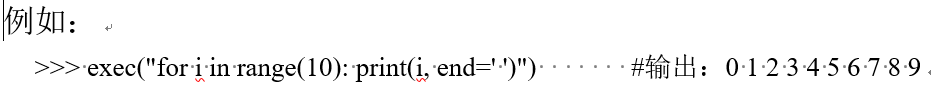 例如：
>>> exec("for i in range(10): print(i, end=' ')") #输出：0 1 2 3 4 5 6 7 8 9